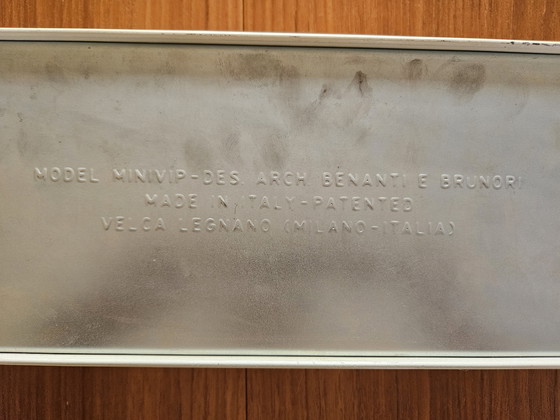 MODEL MINIVIP-DES. ARCH. BENANTI E BRUNORI
MADE IN ITALY-PATENTED
VELCA LEGNANO (MILANO-ITALIA)